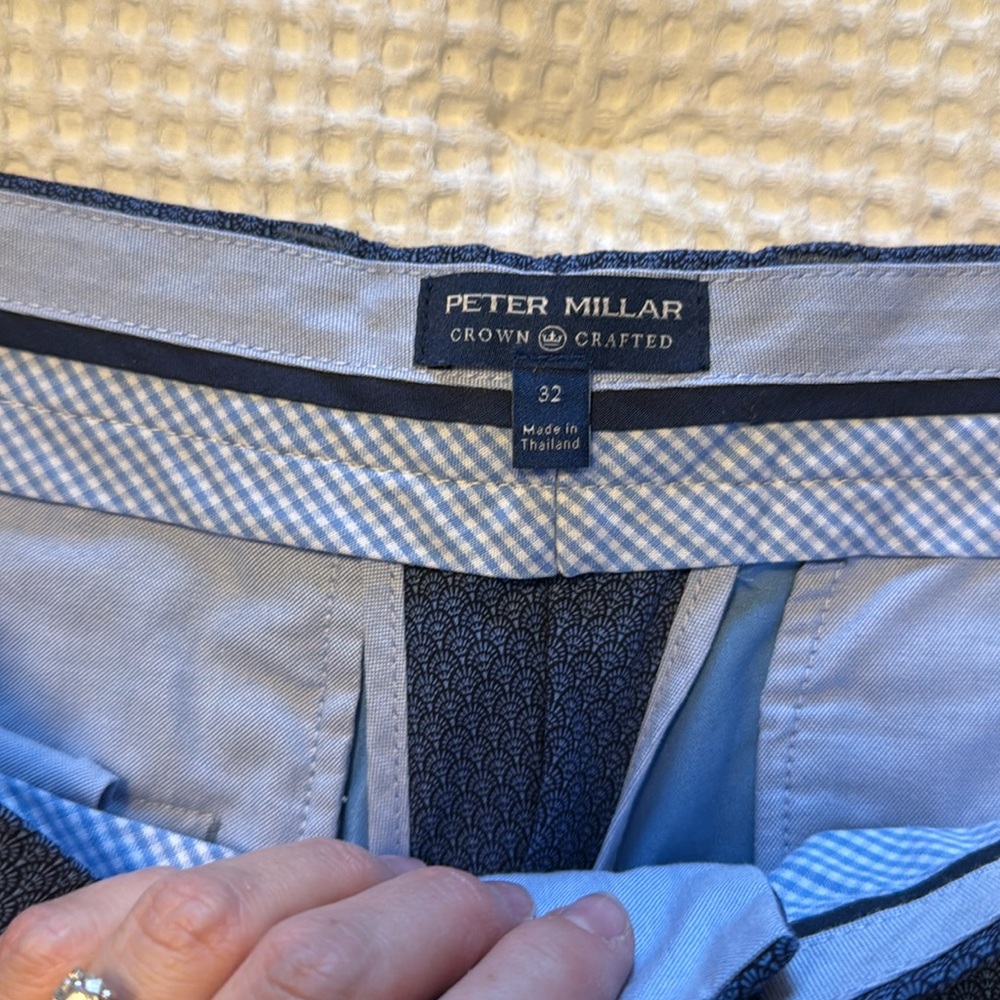 PETER MILLAR
CROWN CRAFTED
32
Made in
Thailand